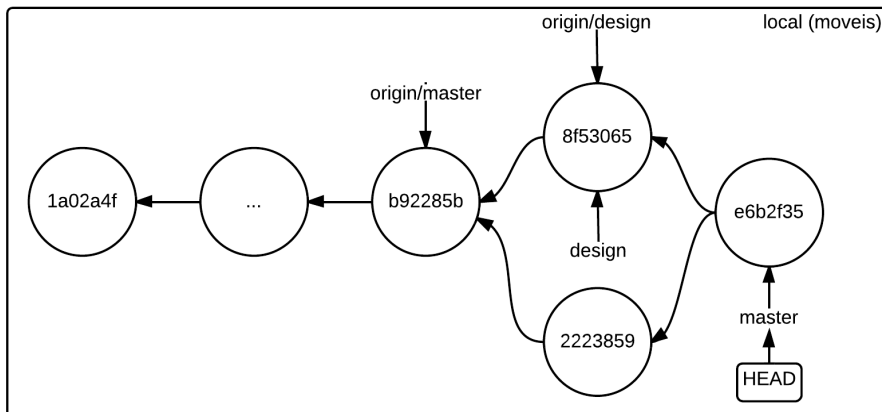 origin/design
local (moveis)
origin/master
8f53065
1a02a4f
...
b92285b
e6b2f35
design
master
2223859
HEAD